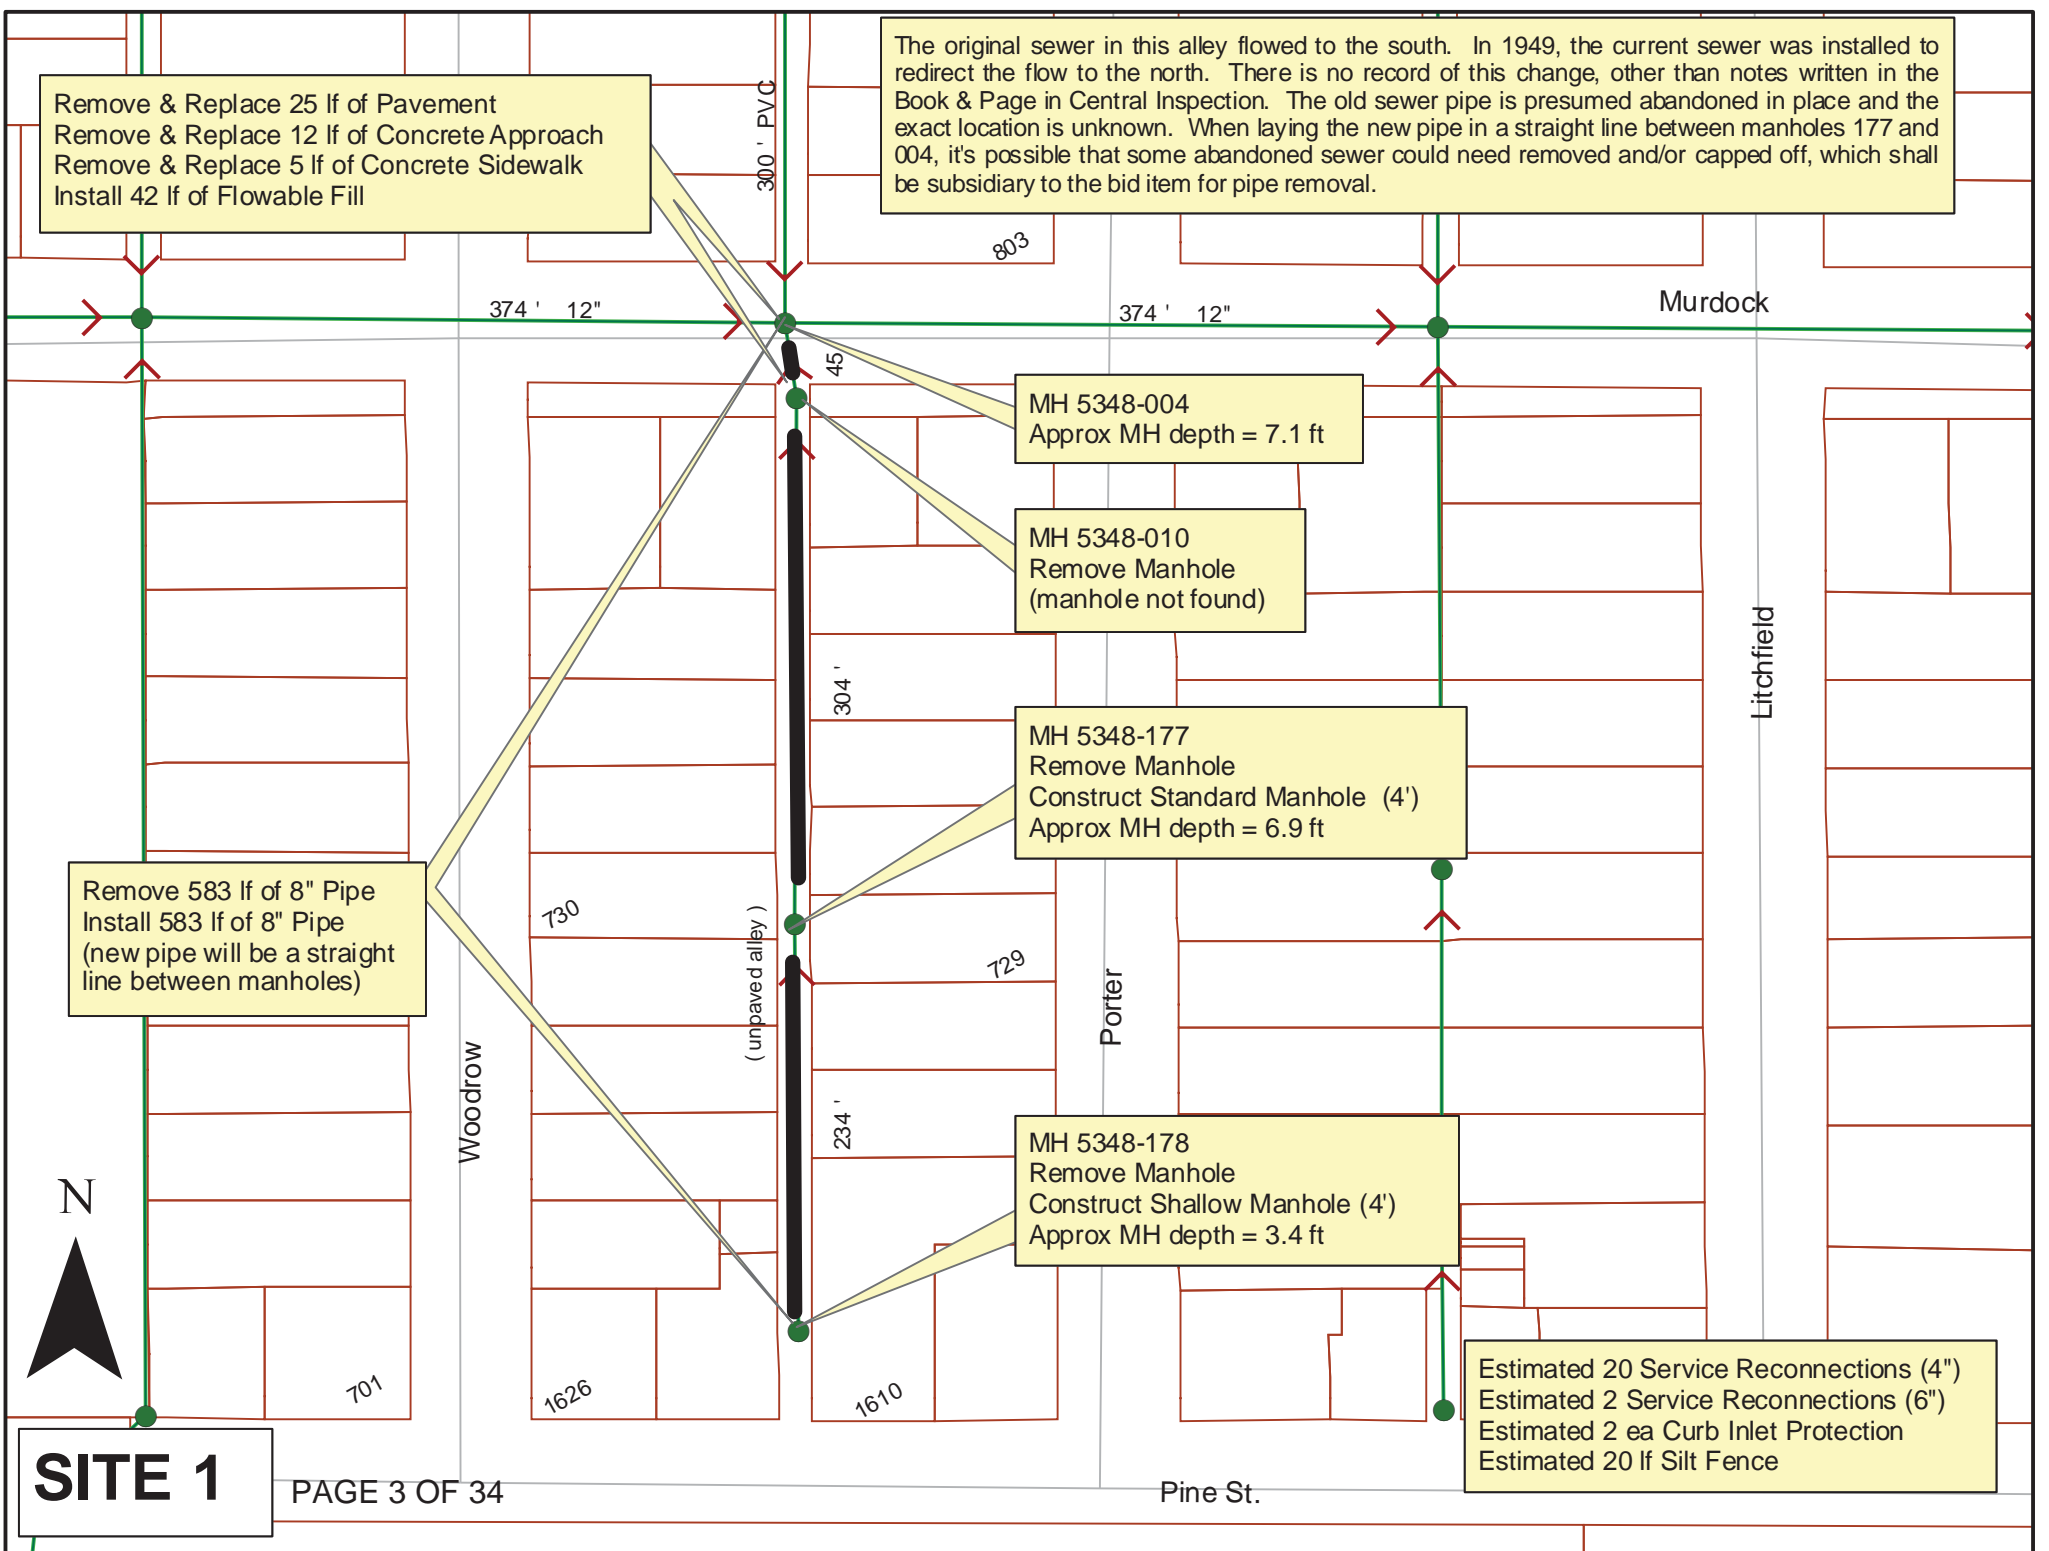 The original sewer in this alley flowed to the south. In 1949, the current sewer was installed to
redirect the flow to the north. There is no record of this change, other than notes written in the
Book & Page in Central Inspection. The old sewer pipe is presumed abandoned in place and the
exact location is unknown. When laying the new pipe in a straight line between manholes 177 and
004, it's possible that some abandoned sewer could need removed and/or capped off, which shall
be subsidiary to the bid item for pipe removal.
Remove & Replace 25 lf of Pavement
Remove & Replace 12 lf of Concrete Approach
Remove & Replace 5 lf of Concrete Sidewalk
Install 42 lf of Flowable Fill
300 ' PVC
803
374 ' 12"
374 ' 12"
Murdock
45
MH 5348-004
Approx MH depth = 7.1 ft
MH 5348-010
Remove Manhole
(manhole not found)
304 '
Litchfield
MH 5348-177
Remove Manhole
Construct Standard Manhole (4')
Approx MH depth = 6.9 ft
Remove 583 lf of 8" Pipe
Install 583 lf of 8" Pipe
(new pipe will be a straight
line between manholes)
730
(unpaved alley)
729
Porter
Woodrow
234 '
MH 5348-178
Remove Manhole
Construct Shallow Manhole (4')
Approx MH depth = 3.4 ft
N
701
1626
1610
Estimated 20 Service Reconnections (4")
Estimated 2 Service Reconnections (6")
Estimated 2 ea Curb Inlet Protection
Estimated 20 lf Silt Fence
SITE 1
PAGE 3 OF 34
Pine St.